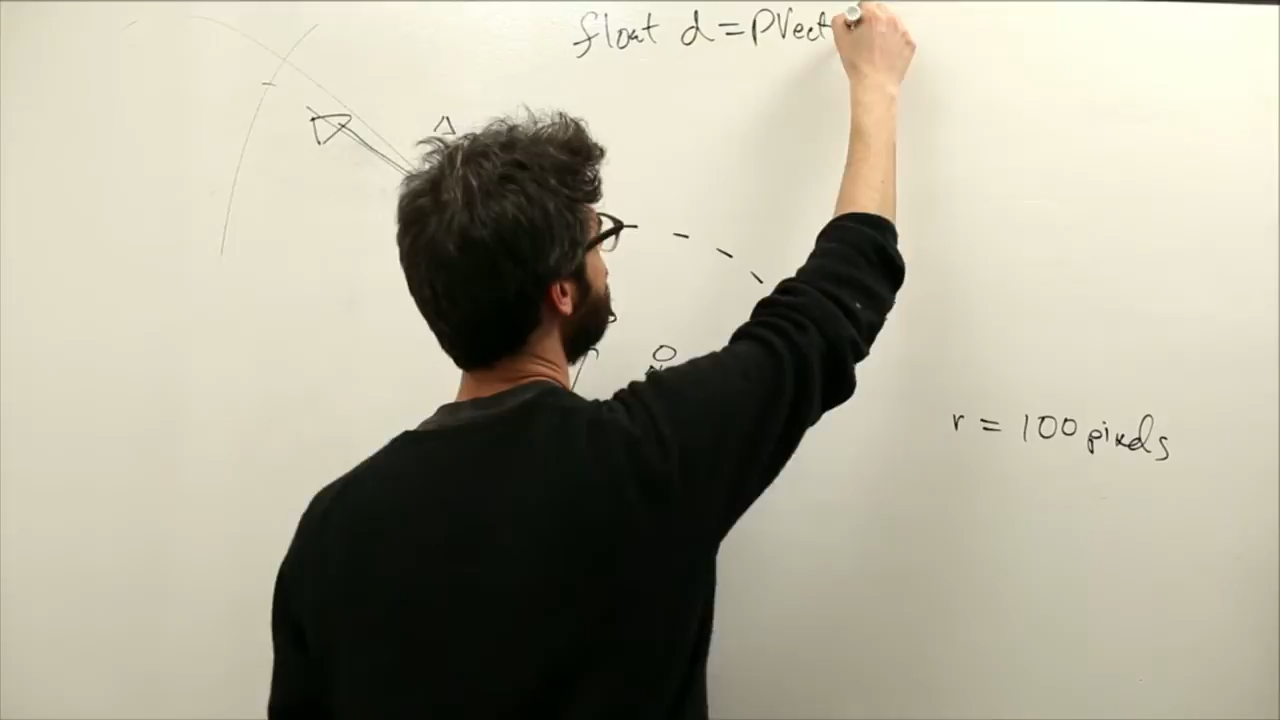 float d = PVect
r = 100 pixels